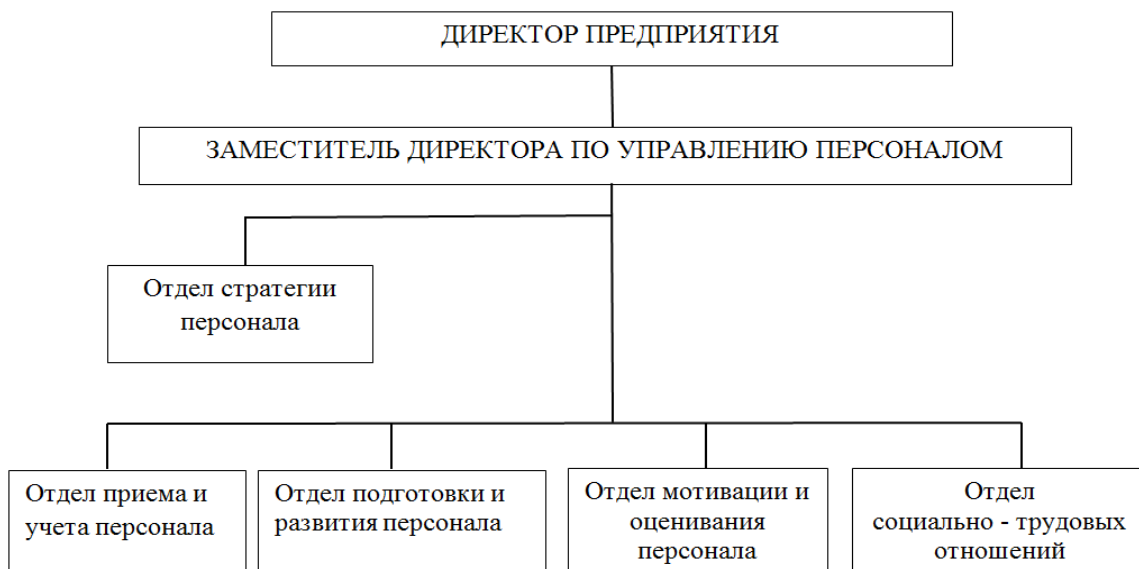 ДИРЕКТОР ПРЕДПРИЯТИЯ
ЗАМЕСТИТЕЛЬ ДИРЕКТОРА ПО УПРАВЛЕНИЮ ПЕРСОНАЛОМ
Отдел стратегии
персонала
Отдел приема и
учета персонала
Отдел подготовки и
развития персонала
Отдел мотивации и
оценивания
персонала
Отдел
социально - трудовых
отношений